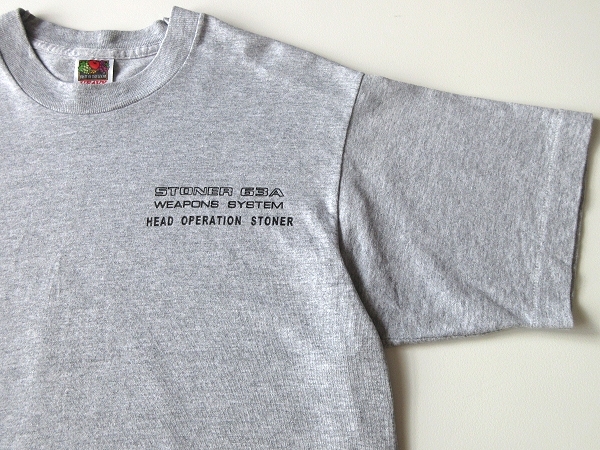 STONER 63A
WEAPONS SYSTEM
HEAD OPERATION STONER